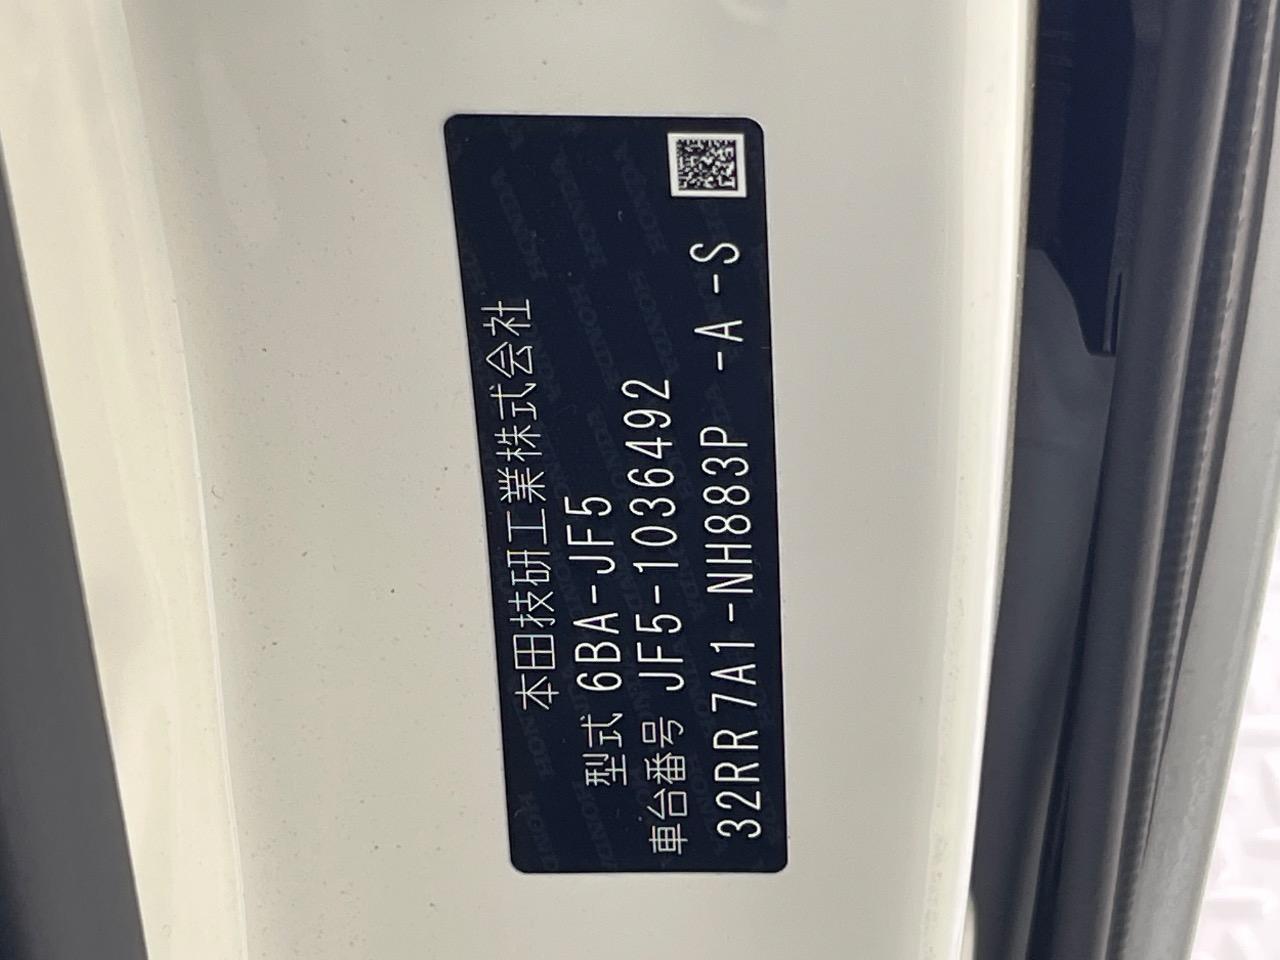 本田技研工業株式会社
型式 6BA-JF5
車台番号 JF5-1036492
32RR 7A1-NH883P -A -S